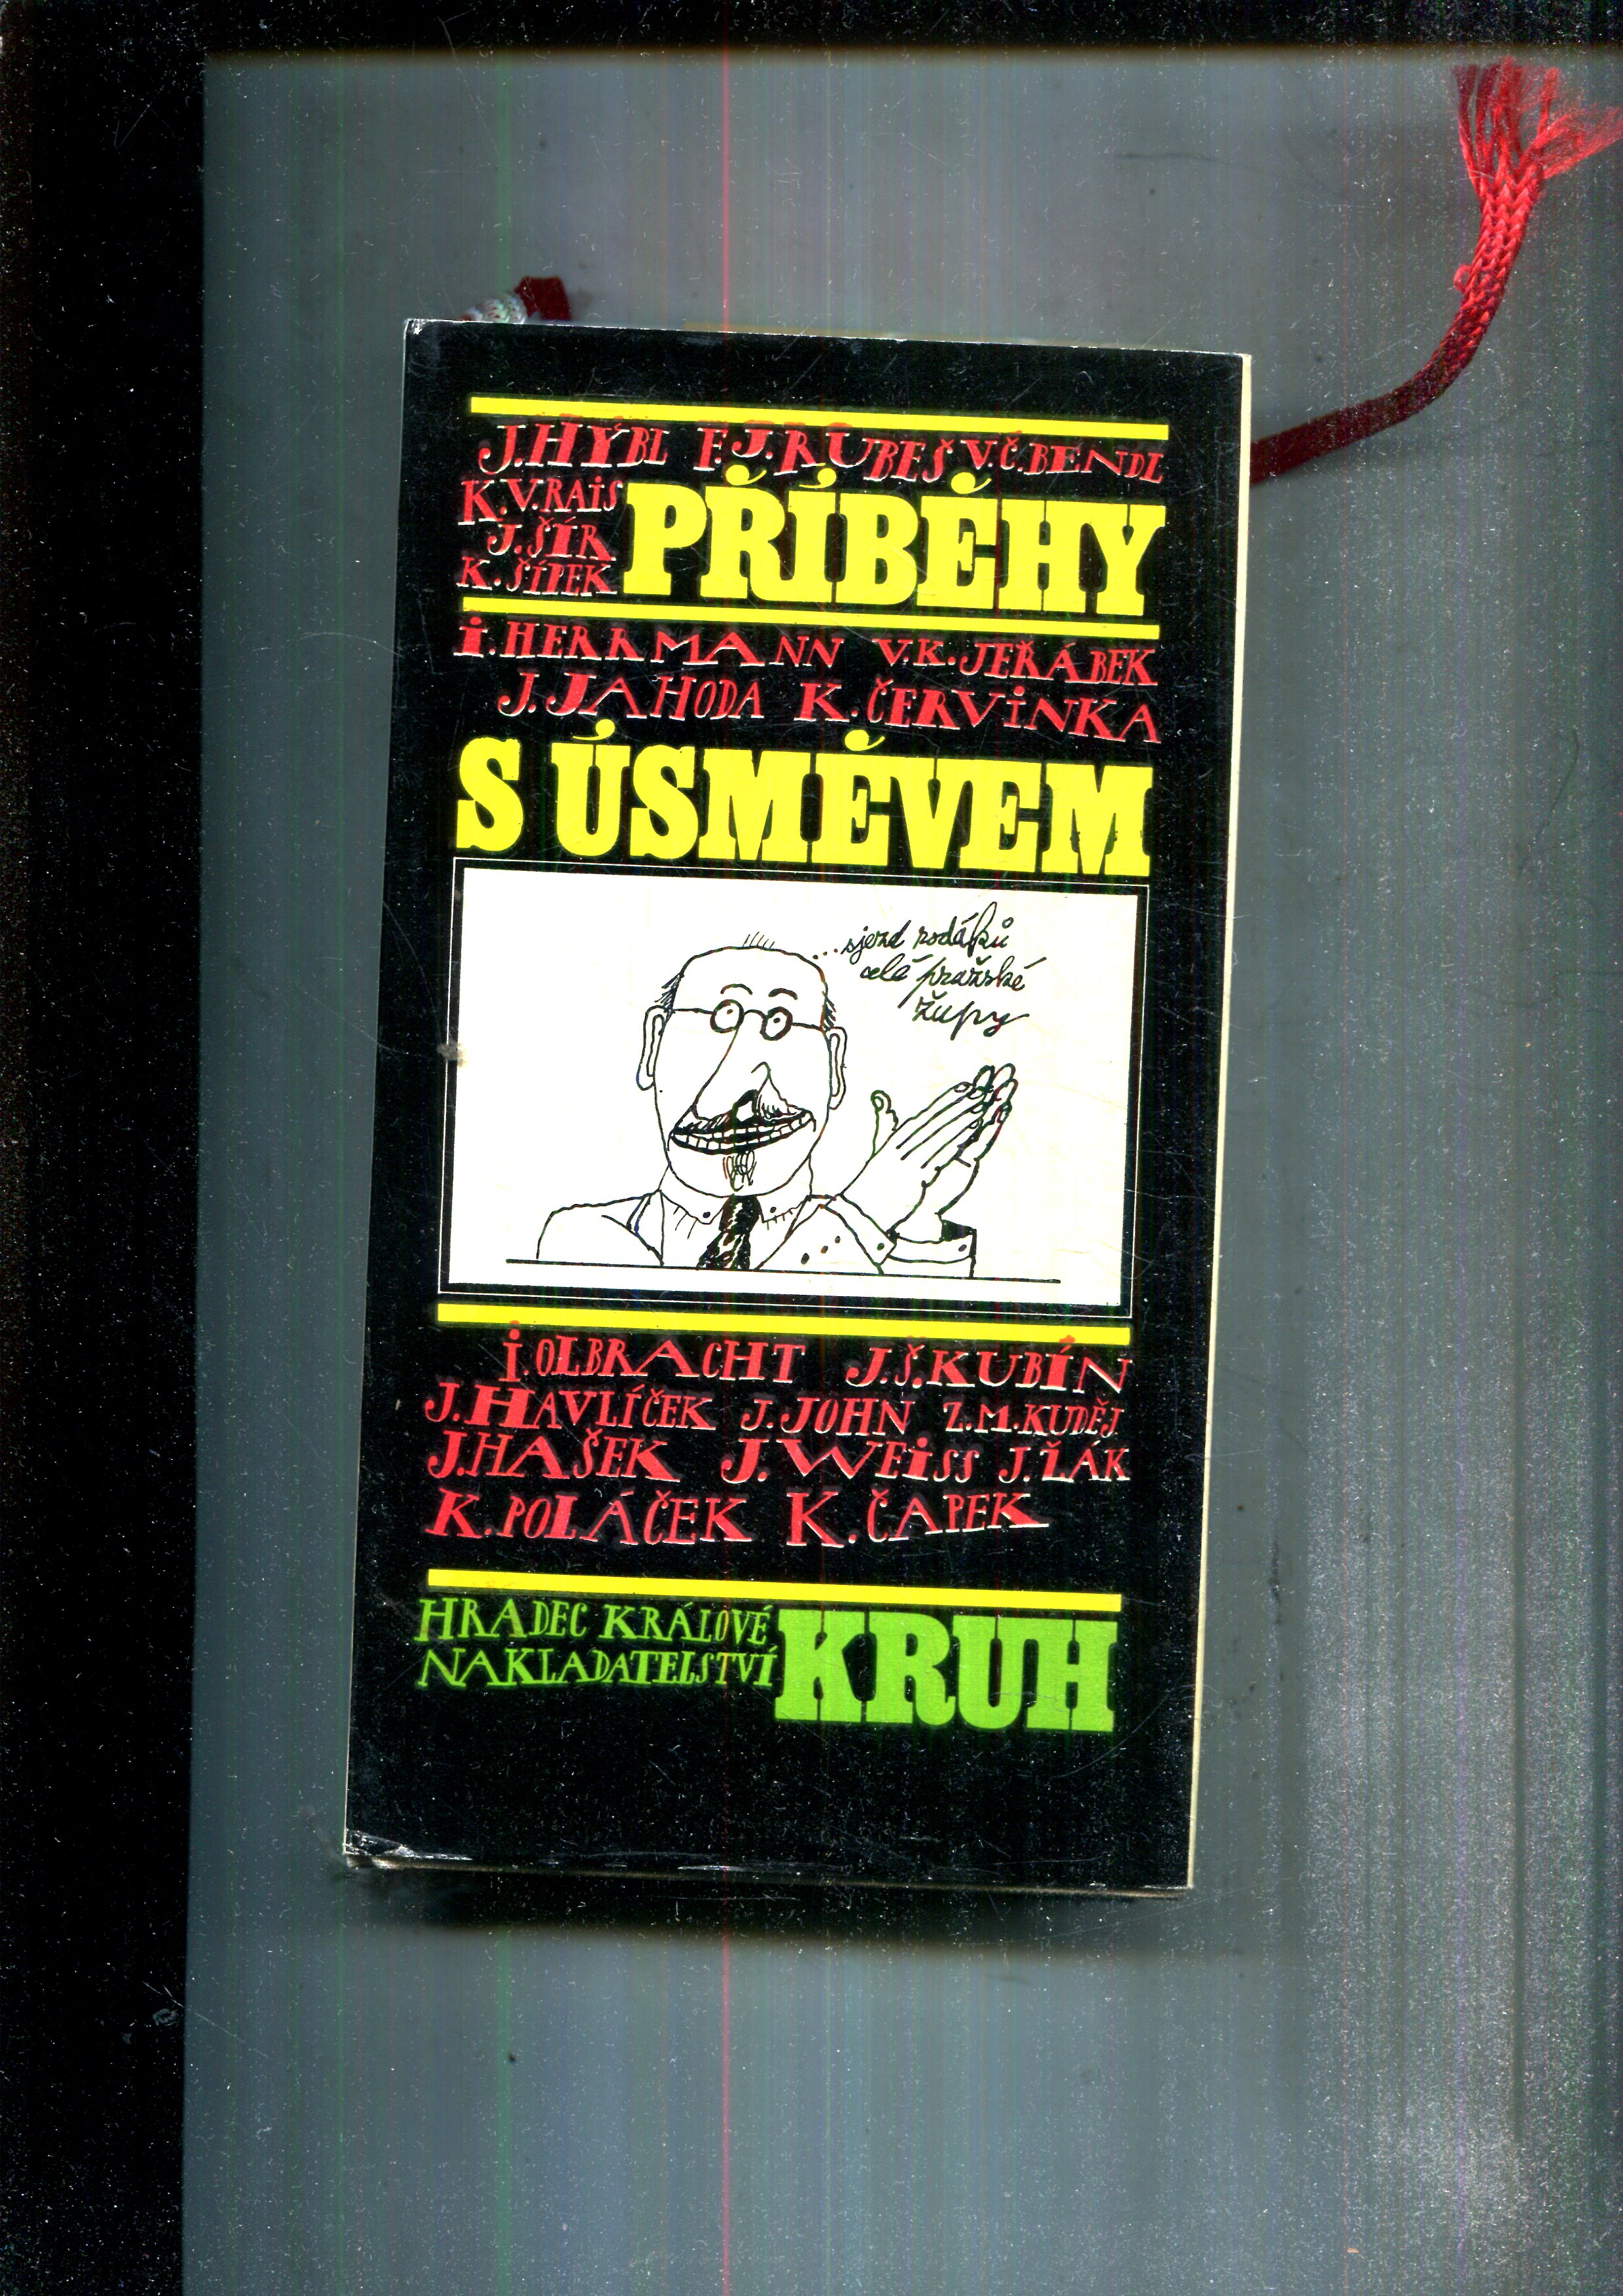 J. HÝBL F. J. RUBEŠ V. Č. BENDL
K. V. RAIS
J. ŠÍR
K. ŠÍPEK
PŘÍBĚHY
I. HERRMANN V. K. JEŘÁBEK
J. JAHODA K. ČERVINKA
S ÚSMĚVEM
...sjezd rodáků
celé pražské
župy
I. OLBRACHT J. Š. KUBÍN
J. HAVLÍČEK J. JOHN Z. M. KUDĚJ
J. HAŠEK J. WEISS J. ŽÁK
K. POLÁČEK K. ČAPEK
HRADEC KRÁLOVÉ
NAKLADATELSTVÍ
KRUH